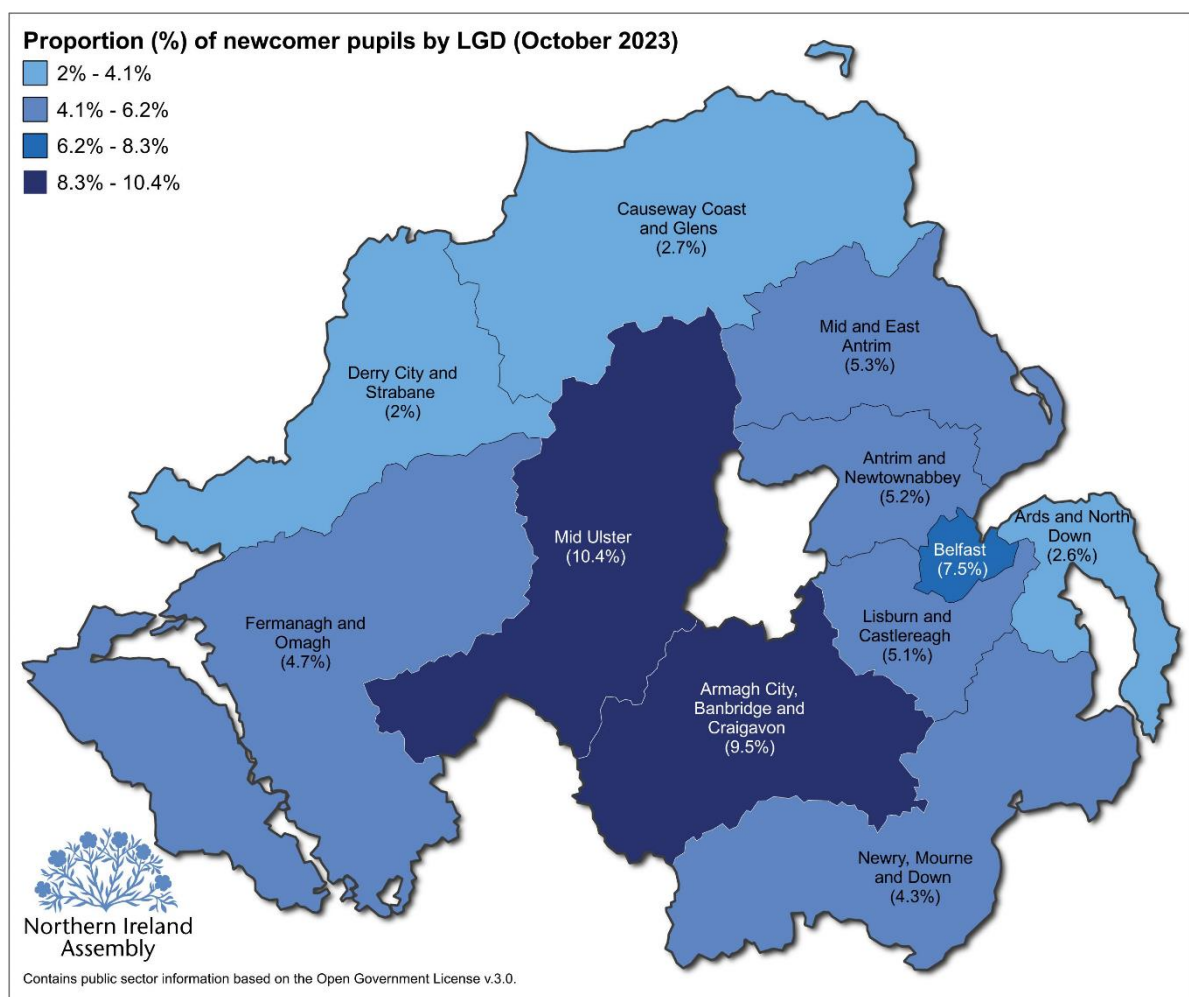 Proportion (%) of newcomer pupils by LGD (October 2023)
2% - 4.1%
4.1% - 6.2%
6.2% - 8.3%
8.3% - 10.4%
Causeway Coast
and Glens
(2.7%)
Mid and East
Antrim
(5.3%)
Derry City and
Strabane
(2%)
Antrim and
Newtownabbey
(5.2%)
Ards and North
Down
(2.6%)
Belfast
(7.5%)
Mid Ulster
(10.4%)
Fermanagh and
Omagh
(4.7%)
Lisburn and
Castlereagh
(5.1%)
Armagh City,
Banbridge and
Craigavon
(9.5%)
Newry, Mourne
and Down
(4.3%)
Northern Ireland
Assembly
Contains public sector information based on the Open Government License v.3.0.